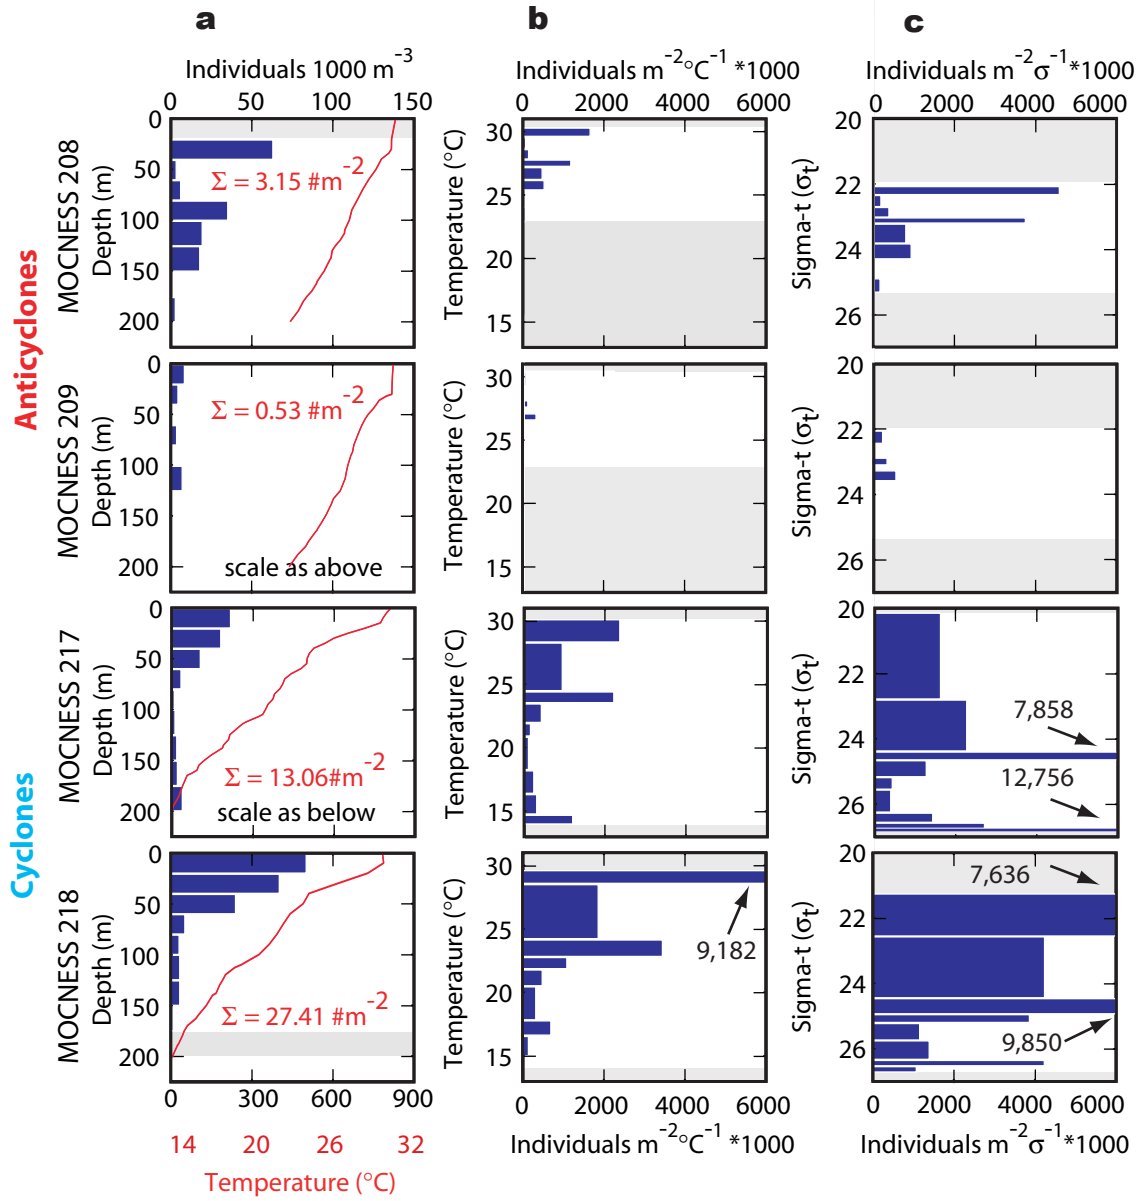 a
b
c
Individuals 1000 m⁻³
Individuals m⁻²°C⁻¹ *1000
Individuals m⁻²σ⁻¹*1000
0 50 100 150
0 2000 4000 6000
0 2000 4000 6000
Anticyclones
MOCNESS 208
Depth (m)
0
50
100
150
200
Σ = 3.15 #m⁻²
Temperature (°C)
30
25
20
15
Sigma-t (σt)
20
22
24
26
MOCNESS 209
Depth (m)
0
50
100
150
200
Σ = 0.53 #m⁻²
scale as above
Temperature (°C)
30
25
20
15
Sigma-t (σt)
20
22
24
26
Cyclones
MOCNESS 217
Depth (m)
0
50
100
150
200
Σ = 13.06#m⁻²
scale as below
Temperature (°C)
30
25
20
15
Sigma-t (σt)
20
22
24
26
7,858
12,756
MOCNESS 218
Depth (m)
0
50
100
150
200
Σ = 27.41 #m⁻²
Temperature (°C)
30
25
20
15
9,182
Sigma-t (σt)
20
22
24
26
7,636
9,850
0 300 600 900
0 2000 4000 6000
0 2000 4000 6000
14 20 26 32
Temperature (°C)
Individuals m⁻²°C⁻¹ *1000
Individuals m⁻²σ⁻¹*1000